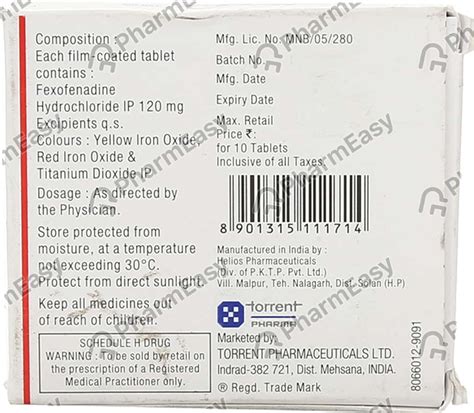 Composition :
Each film-coated tablet
contains :
Fexofenadine
Hydrochloride IP 120 mg
Excipients q.s.
Colours : Yellow Iron Oxide,
Red Iron Oxide &
Titanium Dioxide IP
Dosage : As directed by
the Physician.
Store protected from
moisture, at a temperature
not exceeding 30°C.
Protect from direct sunlight.
Keep all medicines out
of reach of children.
SCHEDULE H DRUG
WARNING : To be sold by retail on
the prescription of a Registered
Medical Practitioner only.
Mfg. Lic. No. MNB/05/280
Batch No.
Mfg. Date
Expiry Date
Max. Retail
Price ₹:
for 10 Tablets
Inclusive of all Taxes
8 901315 111714
Manufactured in India by :
Helios Pharmaceuticals
(Div. of P.K.T.P. Pvt. Ltd.)
Vill. Malpur, Teh. Nalagarh, Dist. Solan (H.P)
torrent
PHARMA
Marketed by:
TORRENT PHARMACEUTICALS LTD.
Indrad-382 721, Dist. Mehsana, INDIA.
® Regd. Trade Mark
8066012-9091
PharmEasy
PharmEasy
PharmEasy
PharmEasy